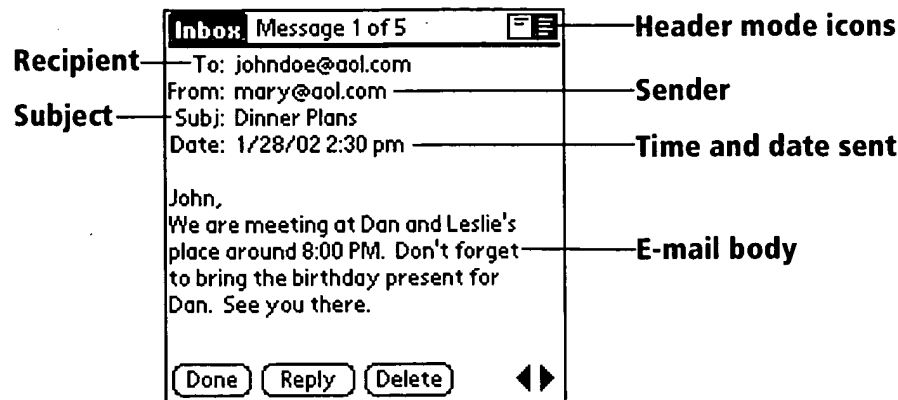 Inbox Message 1 of 5 Header mode icons
Recipient To: johndoe@aol.com
From: mary@aol.com Sender
Subject Subj: Dinner Plans
Date: 1/28/02 2:30 pm Time and date sent
John,
We are meeting at Dan and Leslie's
place around 8:00 PM. Don't forget E-mail body
to bring the birthday present for
Dan. See you there.
Done Reply Delete